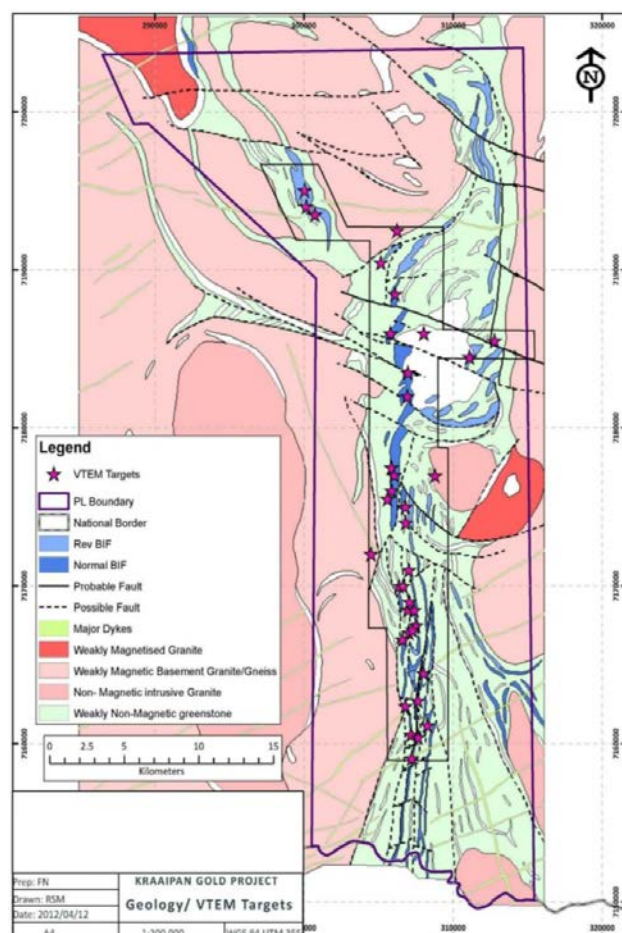 290000
310000
320000
N
7200000
7190000
7180000
Legend
VTEM Targets
PL Boundary
National Border
Rev BIF
Normal BIF
Probable Fault
Possible Fault
Major Dykes
Weakly Magnetised Granite
Weakly Magnetic Basement Granite/Gneiss
Non- Magnetic intrusive Granite
Weakly Non-Magnetic greenstone
7170000
0 2.5 5 10 15
Kilometers
7160000
Prep: FN
Drawn: RSM
Date: 2012/04/12
KRAAIPAN GOLD PROJECT
Geology/ VTEM Targets
310000
320000
A4
1:200 000